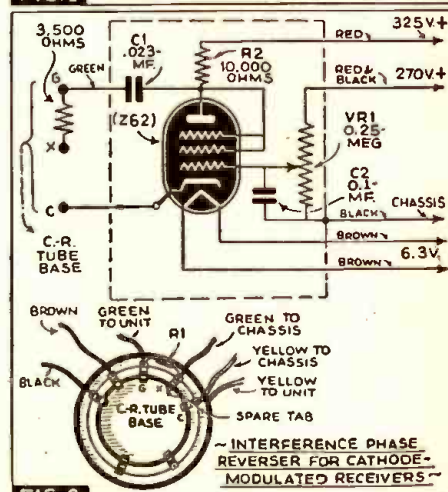 3,500
OHMS
G
GREEN
X
C
C.-R.
TUBE
BASE
C1
.023-
MF.
(Z62)
R2
10,000
OHMS
RED
325V.+
RED &
BLACK
270V.+
VR1
0.25-
MEG
C2
0.1-
MF.
BLACK
CHASSIS
BROWN
BROWN
6.3V.
BROWN
GREEN
TO UNIT
R1
GREEN TO
CHASSIS
YELLOW TO
CHASSIS
YELLOW
TO UNIT
BLACK
G
X
C
C.-R. TUBE
BASE
SPARE TAB
~ INTERFERENCE PHASE
REVERSER FOR CATHODE-
MODULATED RECEIVERS ~